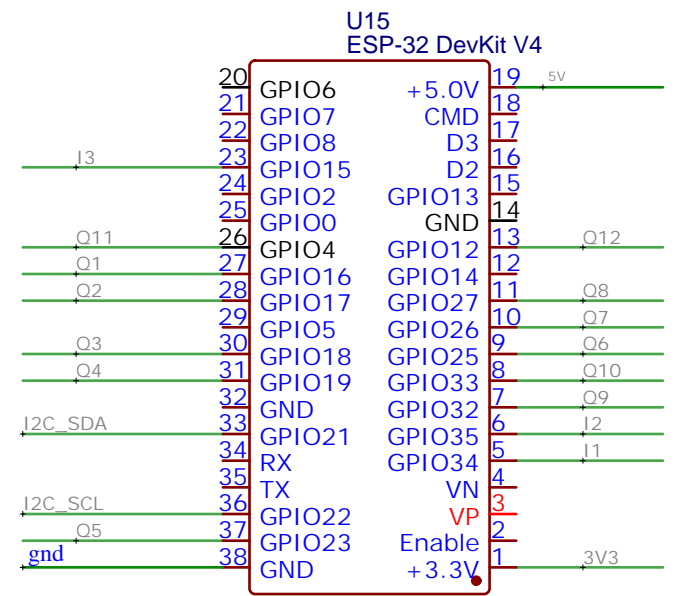 U15
ESP-32 DevKit V4
20 GPIO6 +5.0V 19 5V
21 GPIO7 CMD 18
22 GPIO8 D3 17
I3 23 GPIO15 D2 16
24 GPIO2 GPIO13 15
25 GPIO0 GND 14
Q11 26 GPIO4 GPIO12 13 Q12
Q1 27 GPIO16 GPIO14 12
Q2 28 GPIO17 GPIO27 11 Q8
29 GPIO5 GPIO26 10 Q7
Q3 30 GPIO18 GPIO25 9 Q6
Q4 31 GPIO19 GPIO33 8 Q10
32 GND GPIO32 7 Q9
I2C_SDA 33 GPIO21 GPIO35 6 I2
34 RX GPIO34 5 I1
35 TX VN 4
I2C_SCL 36 GPIO22 VP 3
Q5 37 GPIO23 Enable 2
gnd 38 GND +3.3V 1 3V3